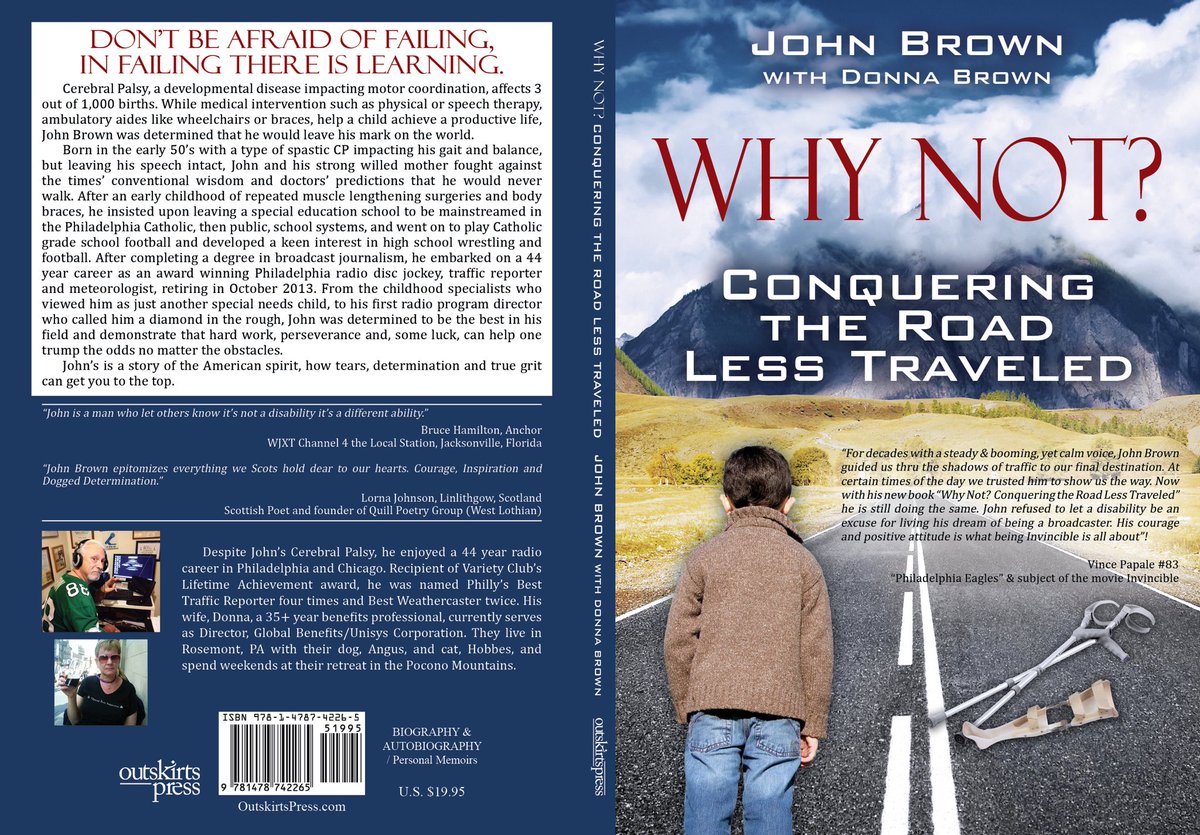 DON'T BE AFRAID OF FAILING,
IN FAILING THERE IS LEARNING.
Cerebral Palsy, a developmental disease impacting motor coordination, affects 3
out of 1,000 births. While medical intervention such as physical or speech therapy,
ambulatory aides like wheelchairs or braces, help a child achieve a productive life,
John Brown was determined that he would leave his mark on the world.
Born in the early 50's with a type of spastic CP impacting his gait and balance,
but leaving his speech intact, John and his strong willed mother fought against
the times' conventional wisdom and doctors' predictions that he would never
walk. After an early childhood of repeated muscle lengthening surgeries and body
braces, he insisted upon leaving a special education school to be mainstreamed in
the Philadelphia Catholic, then public, school systems, and went on to play Catholic
grade school football and developed a keen interest in high school wrestling and
football. After completing a degree in broadcast journalism, he embarked on a 44
year career as an award winning Philadelphia radio disc jockey, traffic reporter
and meteorologist, retiring in October 2013. From the childhood specialists who
viewed him as just another special needs child, to his first radio program director
who called him a diamond in the rough, John was determined to be the best in his
field and demonstrate that hard work, perseverance and, some luck, can help one
trump the odds no matter the obstacles.
John's is a story of the American spirit, how tears, determination and true grit
can get you to the top.
"John is a man who let others know it's not a disability it's a different ability."
Bruce Hamilton, Anchor
WJXT Channel 4 the Local Station, Jacksonville, Florida
"John Brown epitomizes everything we Scots hold dear to our hearts. Courage, Inspiration and
Dogged Determination."
Lorna Johnson, Linlithgow, Scotland
Scottish Poet and founder of Quill Poetry Group (West Lothian)
Despite John's Cerebral Palsy, he enjoyed a 44 year radio
career in Philadelphia and Chicago. Recipient of Variety Club's
Lifetime Achievement award, he was named Philly's Best
Traffic Reporter four times and Best Weathercaster twice. His
wife, Donna, a 35+ year benefits professional, currently serves
as Director, Global Benefits/Unisys Corporation. They live in
Rosemont, PA with their dog, Angus, and cat, Hobbes, and
spend weekends at their retreat in the Pocono Mountains.
86
outskirts
press
ISBN 978-1-4787-4226-5
51995
9 781478 742265
OutskirtsPress.com
BIOGRAPHY &
AUTOBIOGRAPHY
/ Personal Memoirs
U.S. $19.95
WHY NOT? CONQUERING THE ROAD LESS TRAVELED JOHN BROWN WITH DONNA BROWN
outskirts
press
JOHN BROWN
WITH DONNA BROWN
WHY NOT?
CONQUERING
THE ROAD
LESS TRAVELED
"For decades with a steady & booming, yet calm voice, John Brown
guided us thru the shadows of traffic to our final destination. At
certain times of the day we trusted him to show us the way. Now
with his new book "Why Not? Conquering the Road Less Traveled"
he is still doing the same. John refused to let a disability be an
excuse for living his dream of being a broadcaster. His courage
and positive attitude is what being Invincible is all about"!
Vince Papale #83
"Philadelphia Eagles" & subject of the movie Invincible